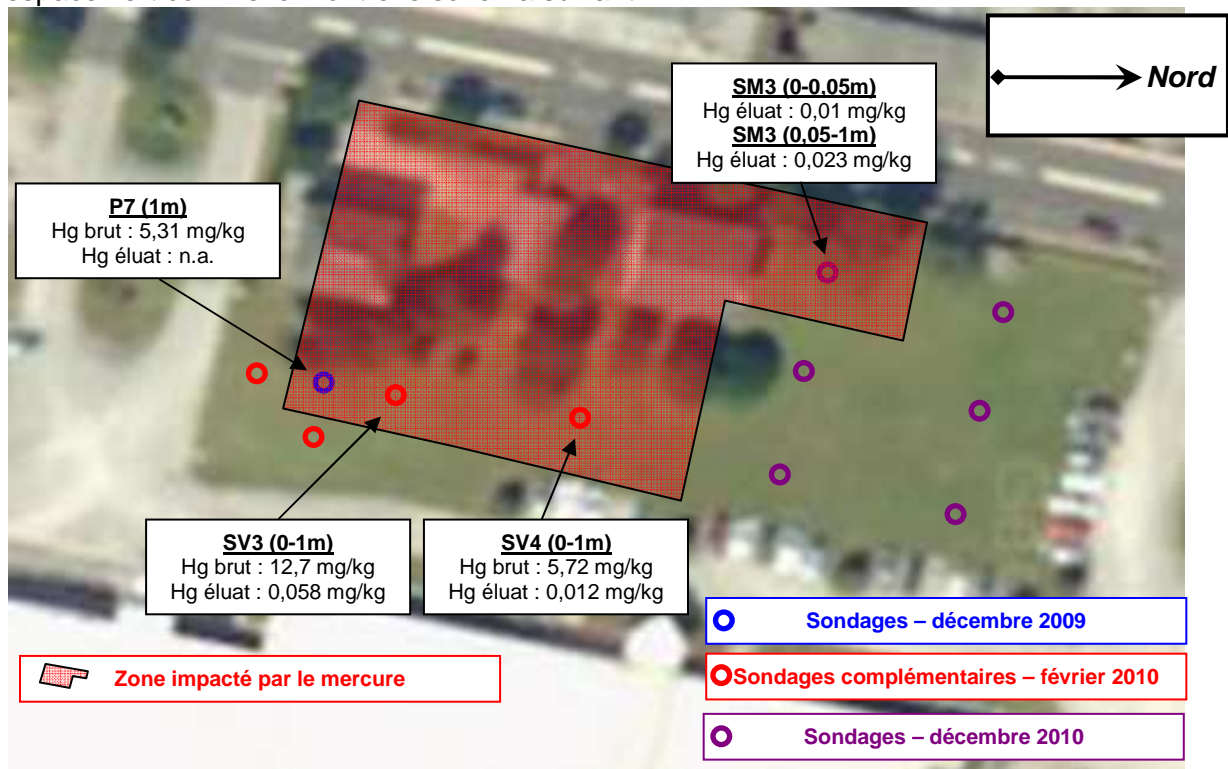 Nord
SM3 (0-0,05m)
Hg éluat : 0,01 mg/kg
SM3 (0,05-1m)
Hg éluat : 0,023 mg/kg
P7 (1m)
Hg brut : 5,31 mg/kg
Hg éluat : n.a.
SV3 (0-1m)
Hg brut : 12,7 mg/kg
Hg éluat : 0,058 mg/kg
SV4 (0-1m)
Hg brut : 5,72 mg/kg
Hg éluat : 0,012 mg/kg
Zone impacté par le mercure
Sondages – décembre 2009
Sondages complémentaires – février 2010
Sondages – décembre 2010